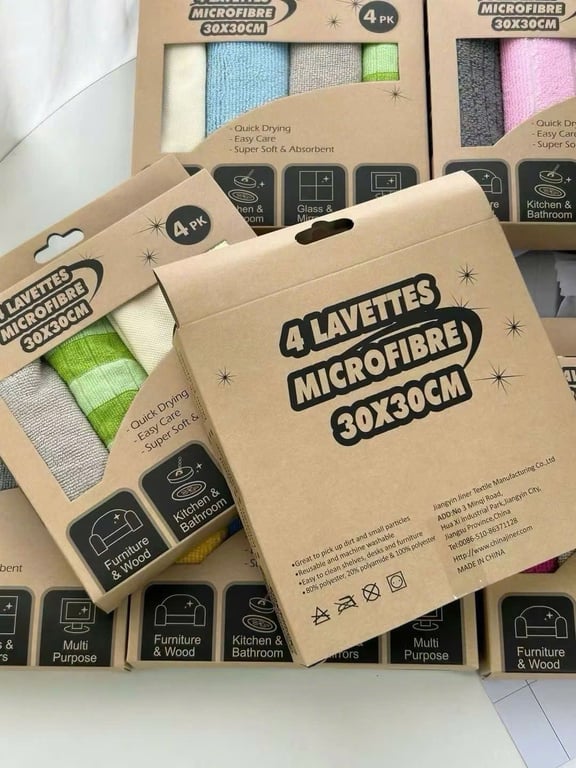 MICROFIBRE
30X30CM
4 PK
- Quick Drying
- Easy Care
- Super Soft & Absorbent
Glass &
MICROFIBRE
30X30CM
- Quick Drying
- Easy Care
- Super
Kitchen &
Bathroom
4 PK
LAVETTES
MICROFIBRE
30X30CM
- Quick Drying
- Easy Care
- Super Soft &
Furniture
& Wood
Kitchen &
Bathroom
4 LAVETTES
MICROFIBRE
30X30CM
•Great to pick up dirt and small particles
•Reusable and machine washable
•Easy to clean shelves, desks and furniture
•80% polyester, 20% polyamide & 100% polyester
Jiangyin Jiner Textile Manufacturing Co.,ltd
ADD:No 3 Minqi Road,
Hua Xi Industrial Park,Jiangyin City,
Jiangsu Province,China
Tel:0086-510-86371128
Http://www.chinajiner.com
MADE IN CHINA
Multi
Purpose
Furniture
& Wood
Kitchen &
Bathroom
Multi
Purpose
Furniture
& Wood